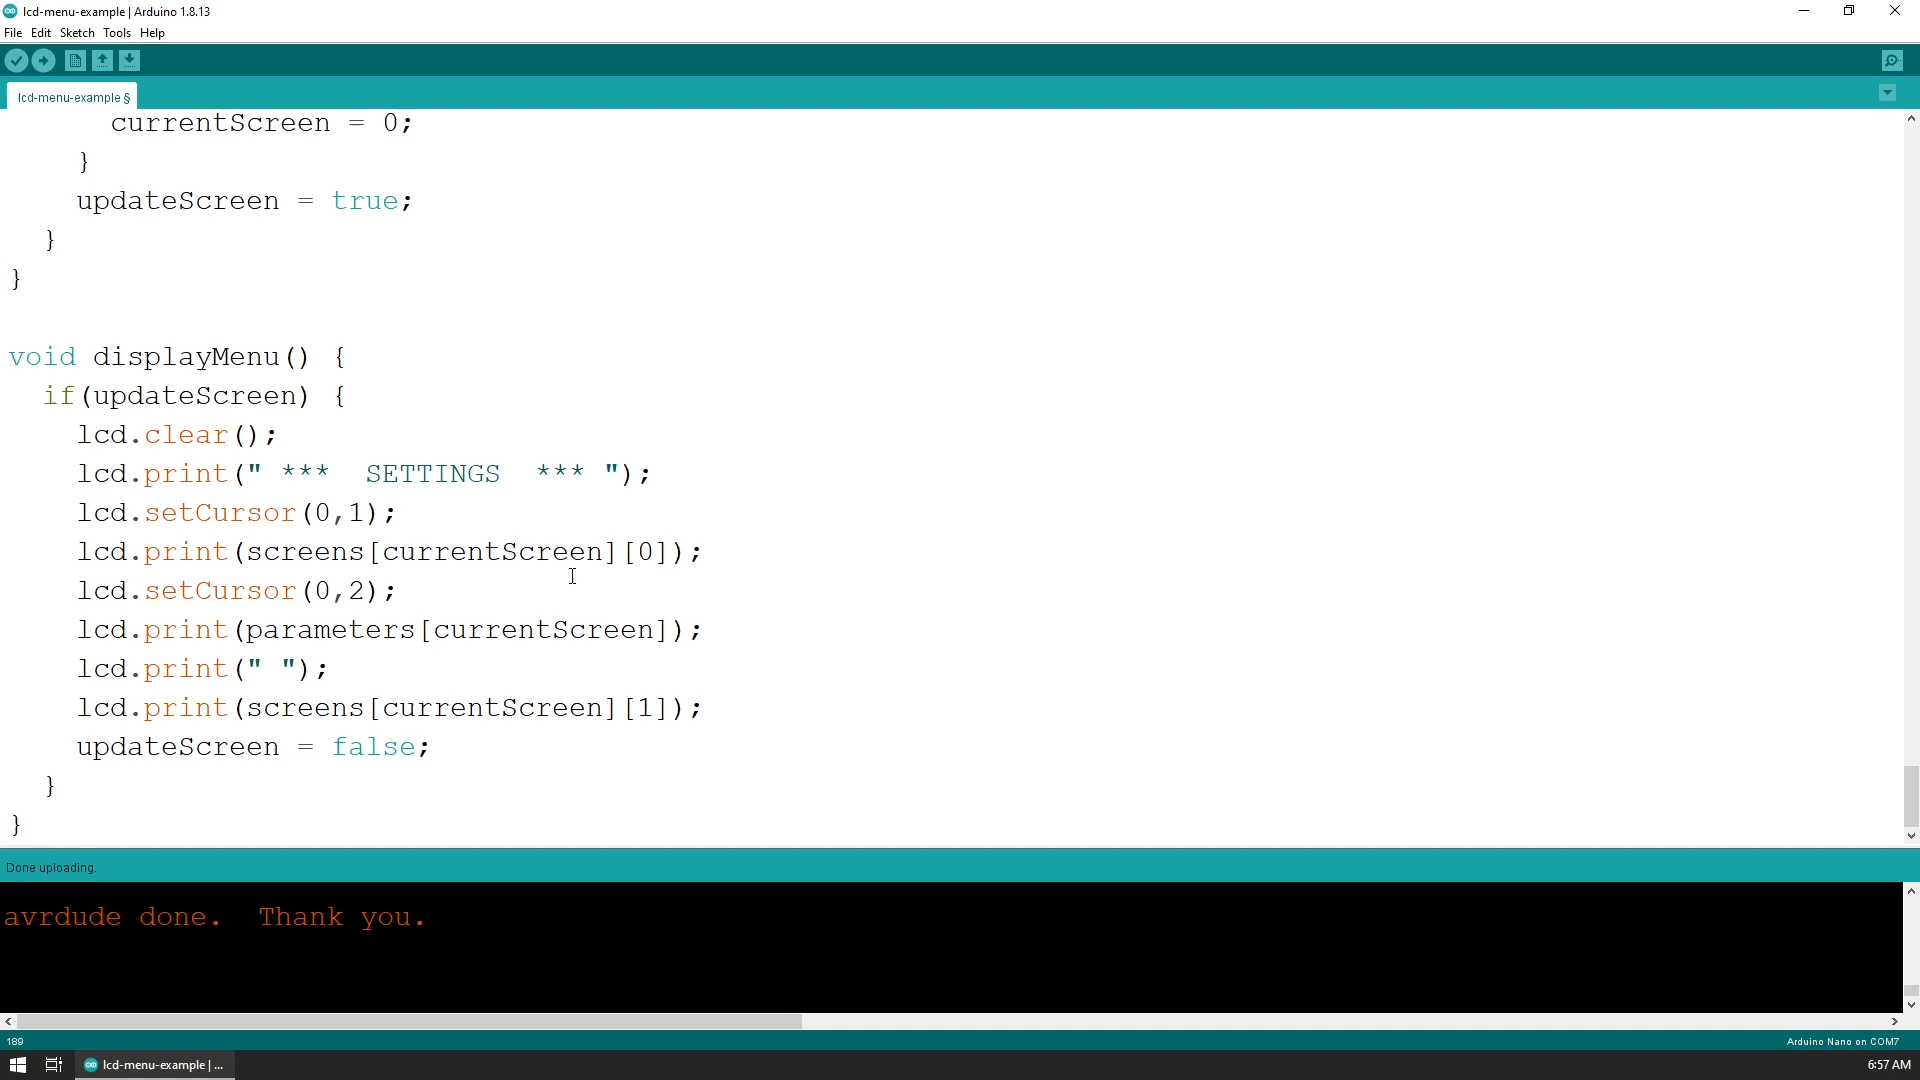 lcd-menu-example | Arduino 1.8.13
File Edit Sketch Tools Help
lcd-menu-example §
      currentScreen = 0;
    }
    updateScreen = true;
  }
}
void displayMenu() {
  if(updateScreen) {
    lcd.clear();
    lcd.print(" ***  SETTINGS  *** ");
    lcd.setCursor(0,1);
    lcd.print(screens[currentScreen][0]);
    lcd.setCursor(0,2);
    lcd.print(parameters[currentScreen]);
    lcd.print(" ");
    lcd.print(screens[currentScreen][1]);
    updateScreen = false;
  }
}
Done uploading.
avrdude done.  Thank you.
189
Arduino Nano on COM7
lcd-menu-example | ...
6:57 AM